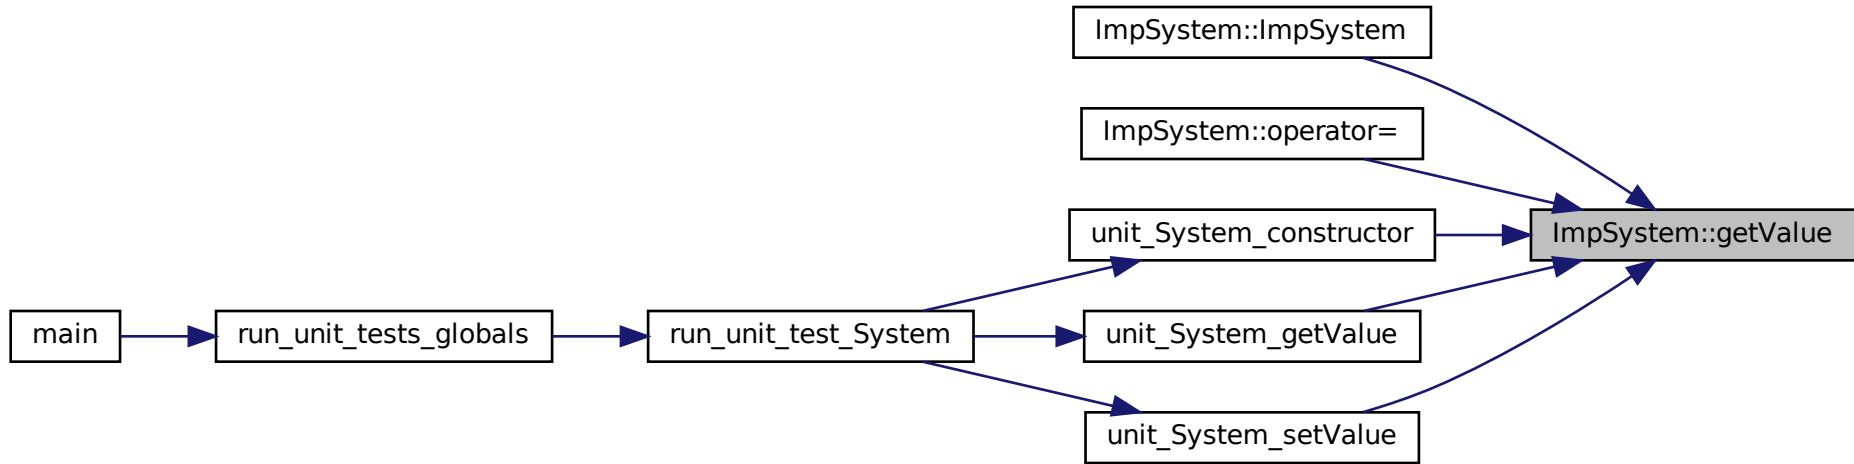 ImpSystem::ImpSystem
ImpSystem::operator=
unit_System_constructor
ImpSystem::getValue
main
run_unit_tests_globals
run_unit_test_System
unit_System_getValue
unit_System_setValue